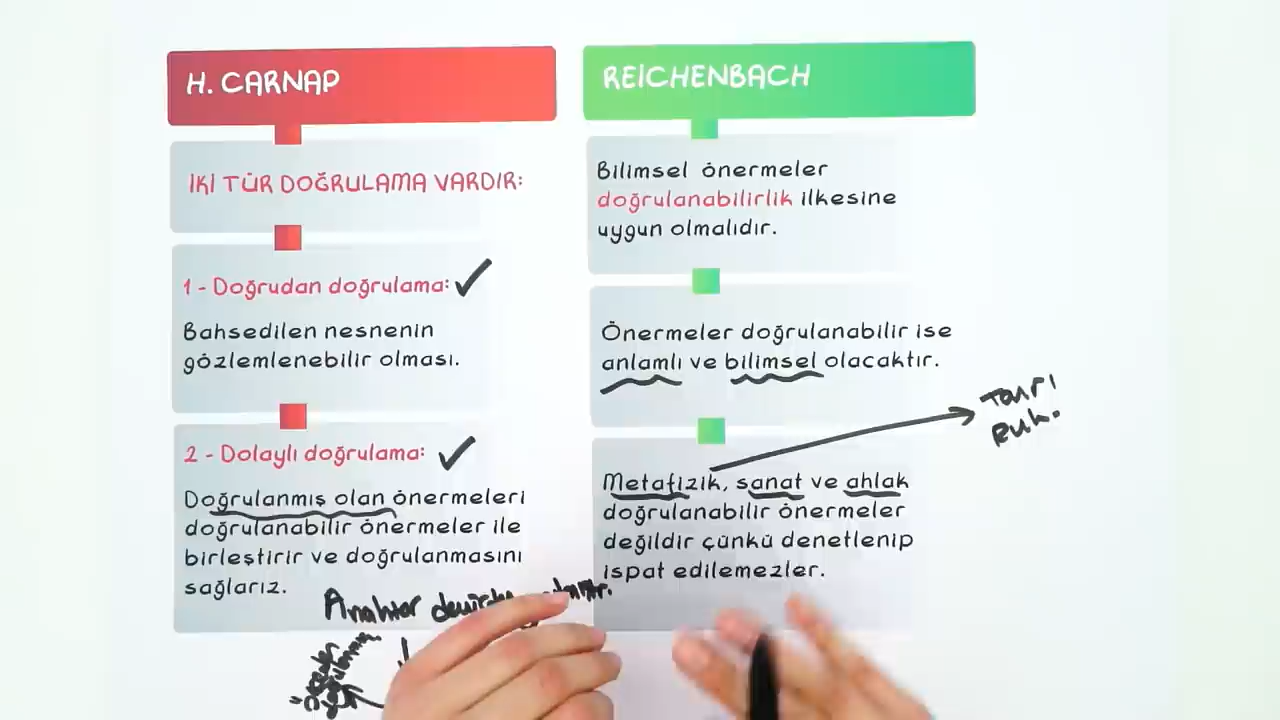 H. CARNAP
İKİ TÜR DOĞRULAMA VARDIR:
1 - Doğrudan doğrulama:
Bahsedilen nesnenin
gözlemlenebilir olması.
2 - Dolaylı doğrulama:
Doğrulanmış olan önermeleri
doğrulanabilir önermeler ile
birleştirir ve doğrulanmasını
sağlarız.
Anahtar
REICHENBACH
Bilimsel önermeler
doğrulanabilirlik ilkesine
uygun olmalıdır.
Önermeler doğrulanabilir ise
anlamlı ve bilimsel olacaktır.
Metafizik, sanat ve ahlak
doğrulanabilir önermeler
değildir çünkü denetlenip
ispat edilemezler.
Tanrı
Ruh.